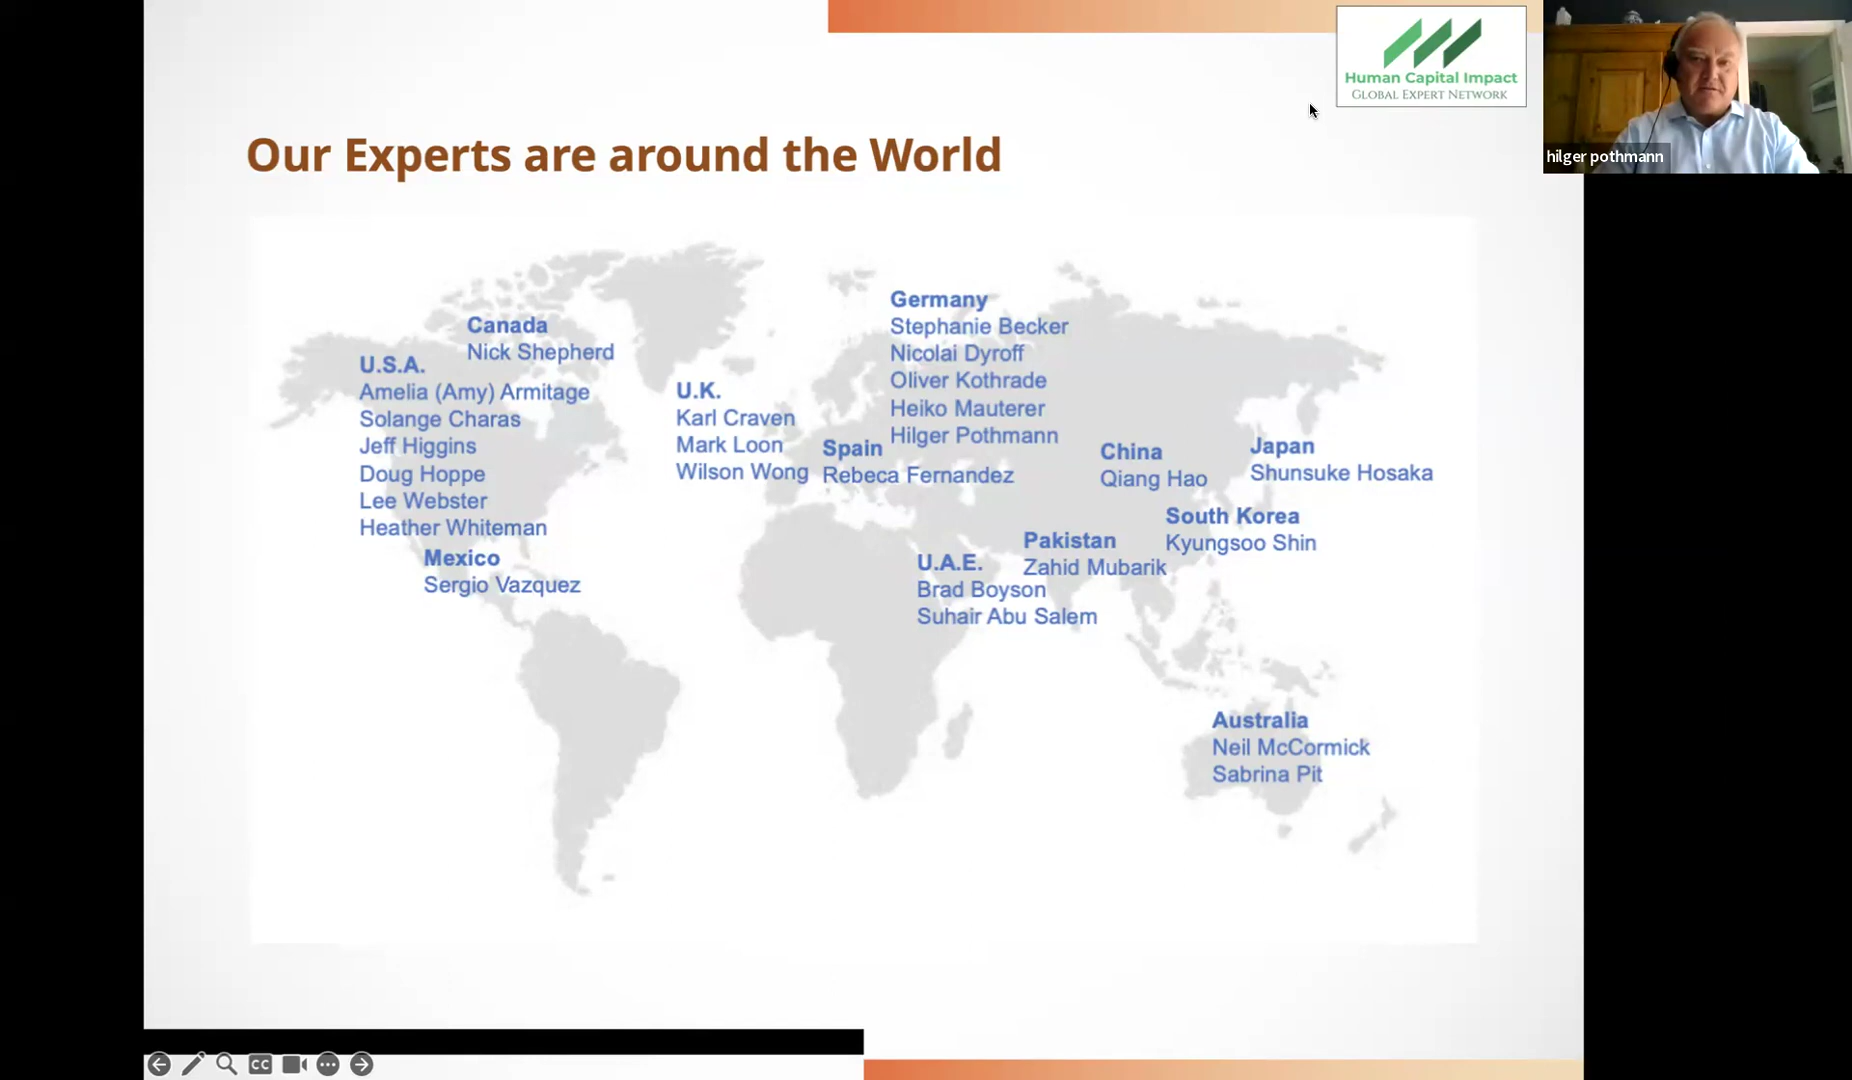 Human Capital Impact
GLOBAL EXPERT NETWORK
hilger pothmann
Our Experts are around the World
Canada
Nick Shepherd
U.S.A.
Amelia (Amy) Armitage
Solange Charas
Jeff Higgins
Doug Hoppe
Lee Webster
Heather Whiteman
Mexico
Sergio Vazquez
U.K.
Karl Craven
Mark Loon
Wilson Wong
Germany
Stephanie Becker
Nicolai Dyroff
Oliver Kothrade
Heiko Mauterer
Hilger Pothmann
Spain
Rebeca Fernandez
China
Qiang Hao
Japan
Shunsuke Hosaka
South Korea
Kyungsoo Shin
Pakistan
Zahid Mubarik
U.A.E.
Brad Boyson
Suhair Abu Salem
Australia
Neil McCormick
Sabrina Pit
CC